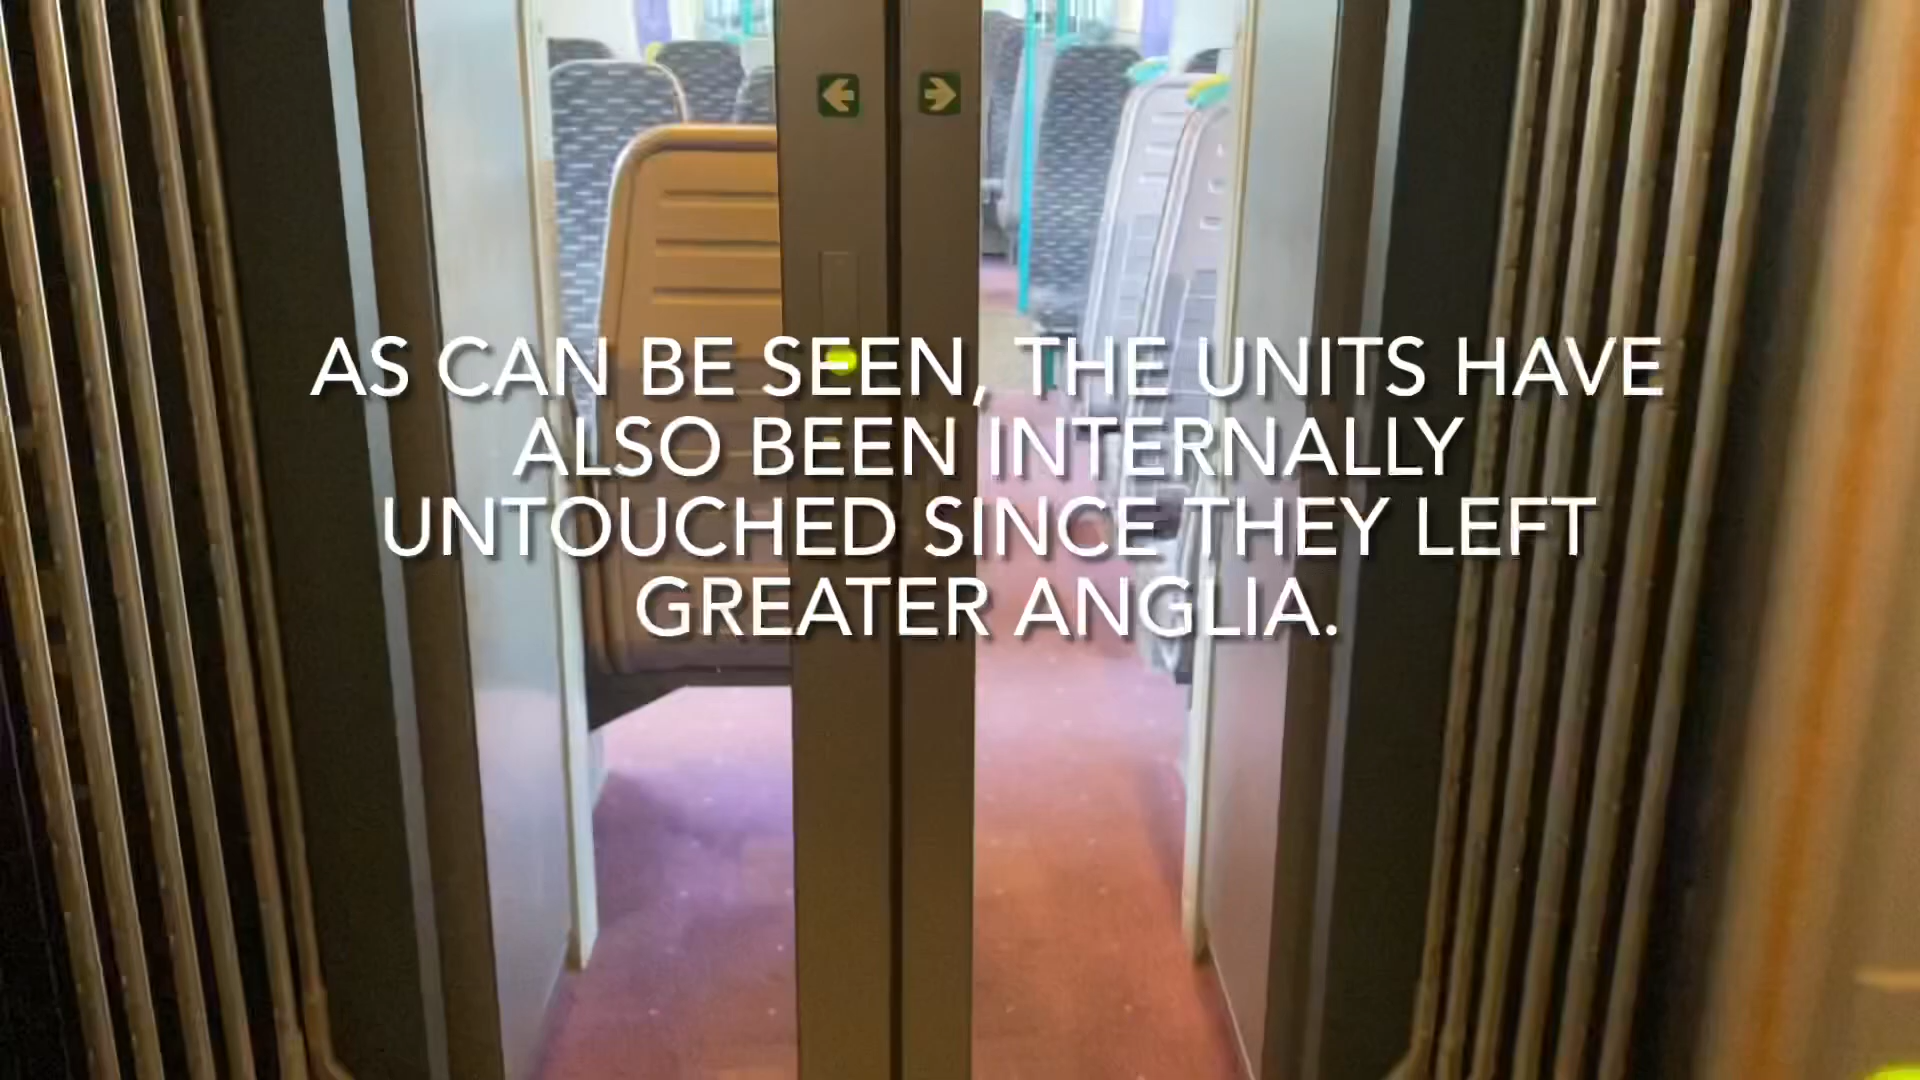 AS CAN BE SEEN, THE UNITS HAVE
ALSO BEEN INTERNALLY
UNTOUCHED SINCE THEY LEFT
GREATER ANGLIA.